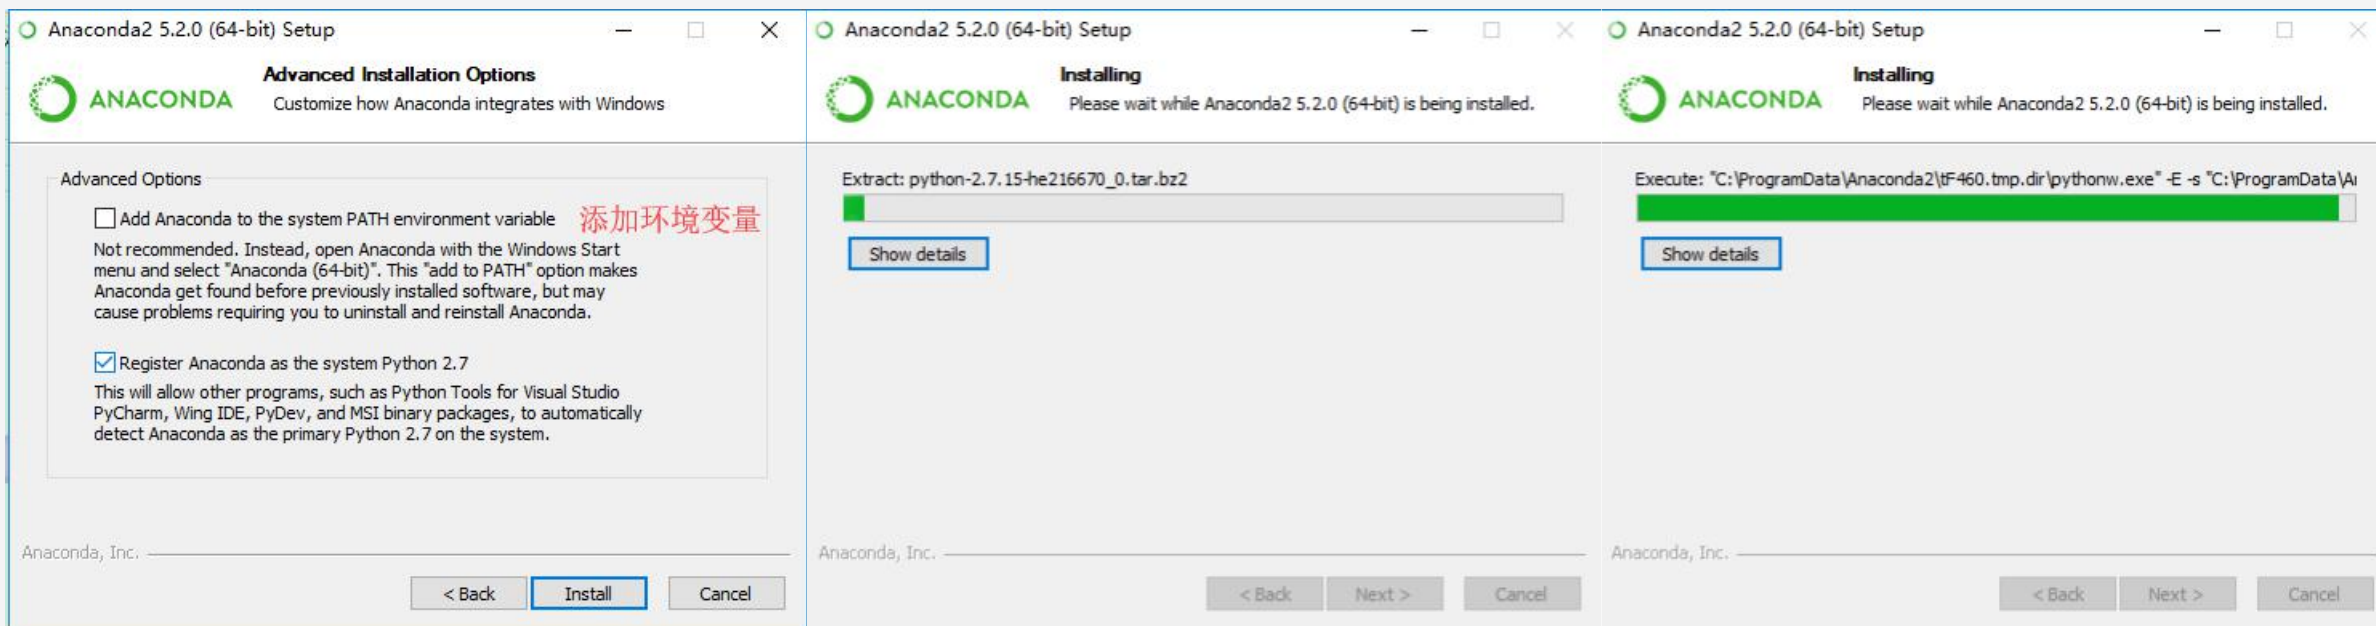 Anaconda2 5.2.0 (64-bit) Setup
ANACONDA
Advanced Installation Options
Customize how Anaconda integrates with Windows
Advanced Options
Add Anaconda to the system PATH environment variable 添加环境变量
Not recommended. Instead, open Anaconda with the Windows Start
menu and select "Anaconda (64-bit)". This "add to PATH" option makes
Anaconda get found before previously installed software, but may
cause problems requiring you to uninstall and reinstall Anaconda.
Register Anaconda as the system Python 2.7
This will allow other programs, such as Python Tools for Visual Studio
PyCharm, Wing IDE, PyDev, and MSI binary packages, to automatically
detect Anaconda as the primary Python 2.7 on the system.
Anaconda, Inc.
< Back Install Cancel
Anaconda2 5.2.0 (64-bit) Setup
ANACONDA
Installing
Please wait while Anaconda2 5.2.0 (64-bit) is being installed.
Extract: python-2.7.15-he216670_0.tar.bz2
Show details
Anaconda, Inc.
< Back Next > Cancel
Anaconda2 5.2.0 (64-bit) Setup
ANACONDA
Installing
Please wait while Anaconda2 5.2.0 (64-bit) is being installed.
Execute: "C:\ProgramData\Anaconda2\tF460.tmp.dir\pythonw.exe" -E -s "C:\ProgramData\
Show details
Anaconda, Inc.
< Back Next > Cancel